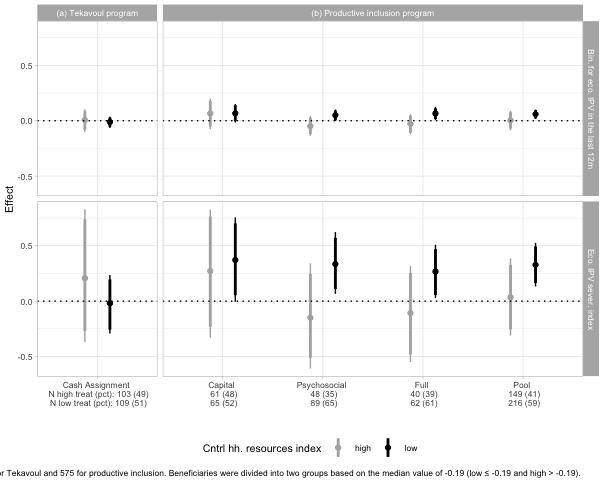 (a) Tekavoul program
(b) Productive inclusion program
Bin. for eco. IPV in the last 12m
0.5
0.0
-0.5
Effect
Eco. IPV sever. index
0.5
0.0
-0.5
Cash Assignment
N high treat (pct): 103 (49)
N low treat (pct): 109 (51)
Capital
61 (48)
65 (52)
Psychosocial
48 (35)
89 (65)
Full
40 (39)
62 (61)
Pool
149 (41)
216 (59)
Cntrl hh. resources index high low
or Tekavoul and 575 for productive inclusion. Beneficiaries were divided into two groups based on the median value of -0.19 (low ≤ -0.19 and high > -0.19).